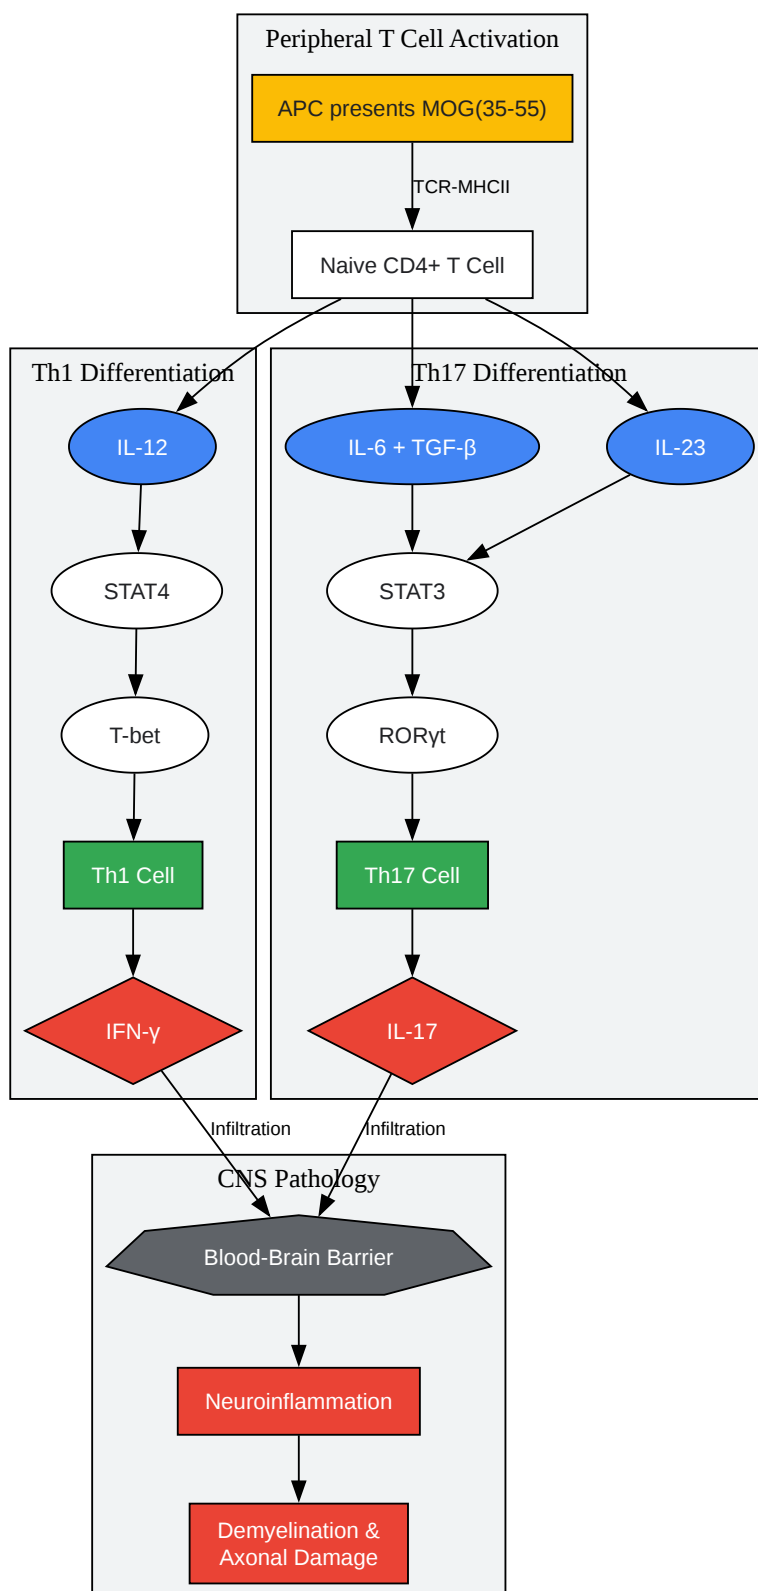 Peripheral T Cell Activation
APC presents MOG(35-55)
TCR-MHCII
Naive CD4+ T Cell
Th1 Differentiation
Th17 Differentiation
IL-12
IL-6 + TGF-β
IL-23
STAT4
STAT3
T-bet
RORγt
Th1 Cell
Th17 Cell
IFN-γ
IL-17
Infiltration
Infiltration
CNS Pathology
Blood-Brain Barrier
Neuroinflammation
Demyelination &
Axonal Damage